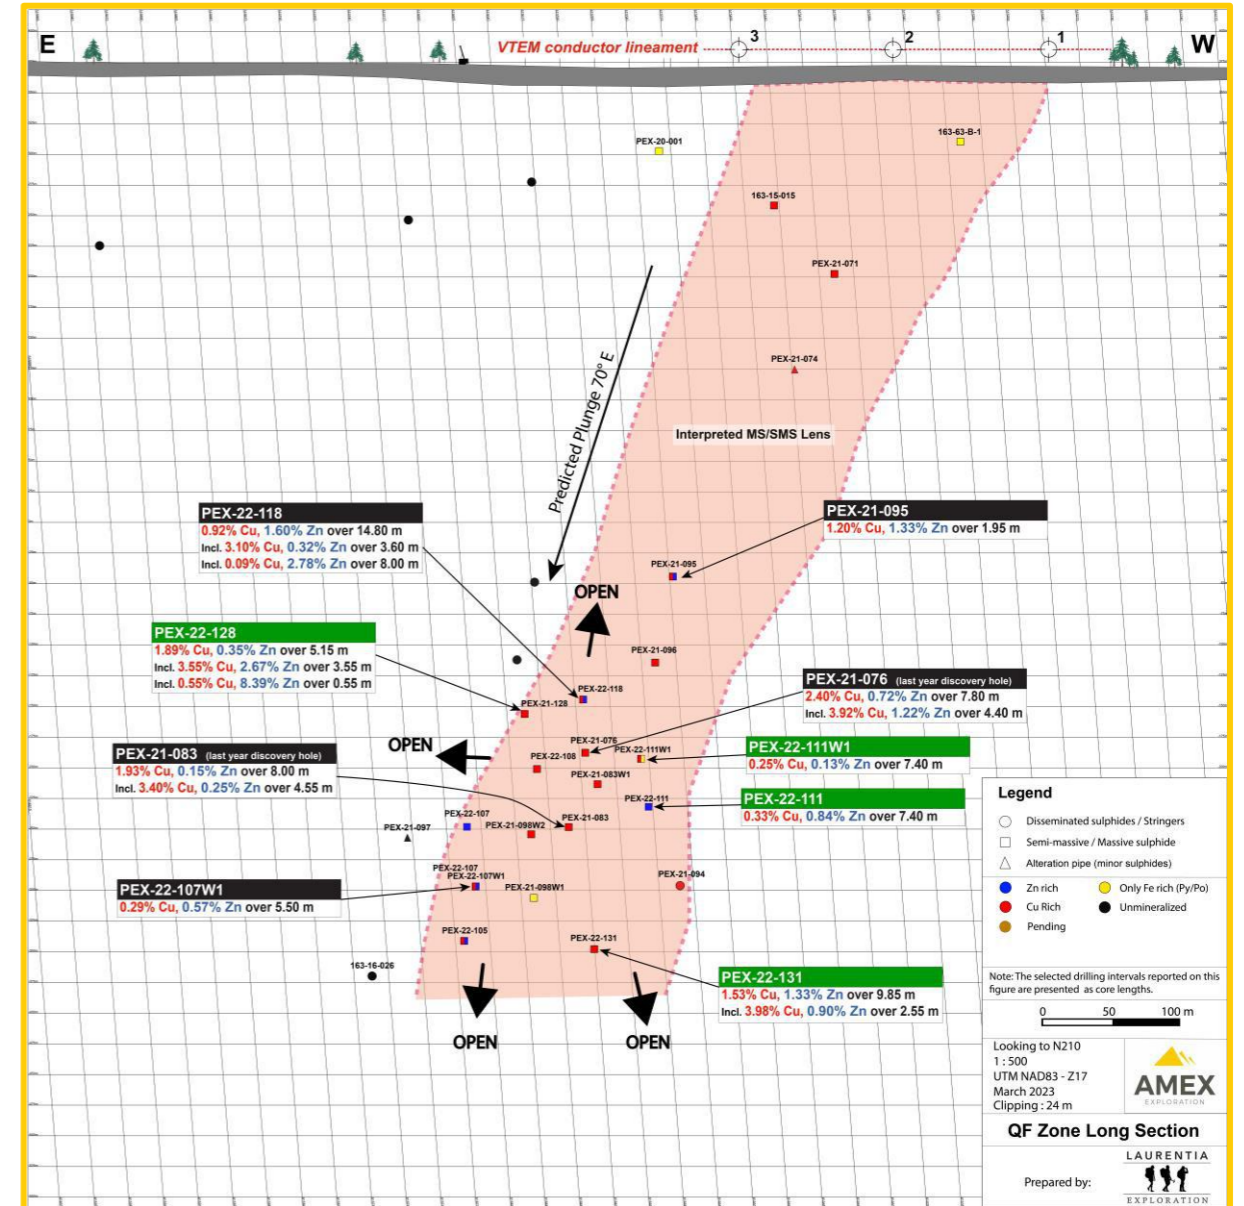 E
VTEM conductor lineament
3
2
1
W
PEX-20-001
163-63-B-1
163-15-015
PEX-21-071
PEX-21-074
Predicted Plunge 70° E
Interpreted MS/SMS Lens
PEX-22-118
0.92% Cu, 1.60% Zn over 14.80 m
Incl. 3.10% Cu, 0.32% Zn over 3.60 m
Incl. 0.09% Cu, 2.78% Zn over 8.00 m
PEX-21-095
1.20% Cu, 1.33% Zn over 1.95 m
PEX-21-095
OPEN
PEX-22-128
1.89% Cu, 0.35% Zn over 5.15 m
Incl. 3.55% Cu, 2.67% Zn over 3.55 m
Incl. 0.55% Cu, 8.39% Zn over 0.55 m
PEX-21-096
PEX-21-076 (last year discovery hole)
2.40% Cu, 0.72% Zn over 7.80 m
Incl. 3.92% Cu, 1.22% Zn over 4.40 m
PEX-22-118
PEX-21-128
OPEN
PEX-21-076
PEX-22-111W1
PEX-22-108
PEX-21-083W1
PEX-22-111W1
0.25% Cu, 0.13% Zn over 7.40 m
PEX-21-083 (last year discovery hole)
1.93% Cu, 0.15% Zn over 8.00 m
Incl. 3.40% Cu, 0.25% Zn over 4.55 m
PEX-22-111
PEX-22-111
0.33% Cu, 0.84% Zn over 7.40 m
PEX-22-107
PEX-21-097
PEX-21-098W2
PEX-21-083
PEX-22-107
PEX-22-107W1
PEX-21-098W1
PEX-21-094
PEX-22-107W1
0.29% Cu, 0.57% Zn over 5.50 m
PEX-22-105
PEX-22-131
163-16-026
PEX-22-131
1.53% Cu, 1.33% Zn over 9.85 m
Incl. 3.98% Cu, 0.90% Zn over 2.55 m
OPEN
OPEN
Legend
Disseminated sulphides / Stringers
Semi-massive / Massive sulphide
Alteration pipe (minor sulphides)
Zn rich
Only Fe rich (Py/Po)
Cu Rich
Unmineralized
Pending
Note: The selected drilling intervals reported on this
figure are presented as core lengths.
0 50 100 m
Looking to N210
1 : 500
UTM NAD83 - Z17
March 2023
Clipping : 24 m
AMEX
EXPLORATION
QF Zone Long Section
Prepared by:
LAURENTIA
EXPLORATION